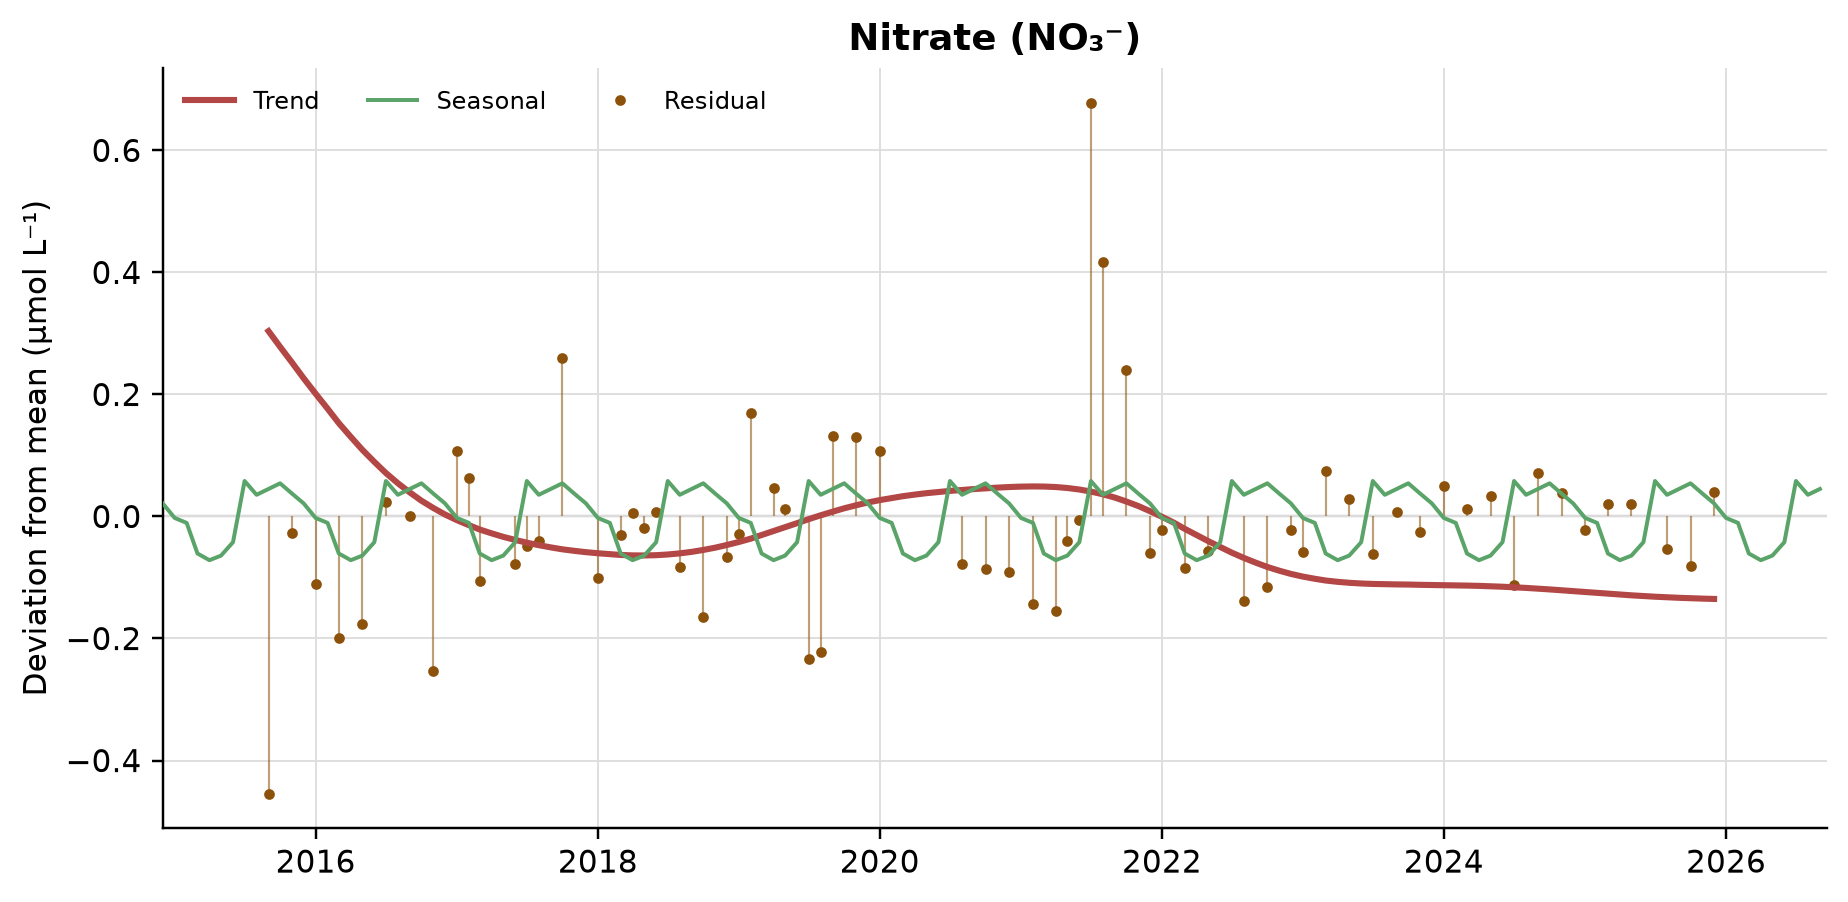 Nitrate (NO₃⁻)
Trend
Seasonal
Residual
Deviation from mean (µmol L⁻¹)
0.6
0.4
0.2
0.0
−0.2
−0.4
2016
2018
2020
2022
2024
2026